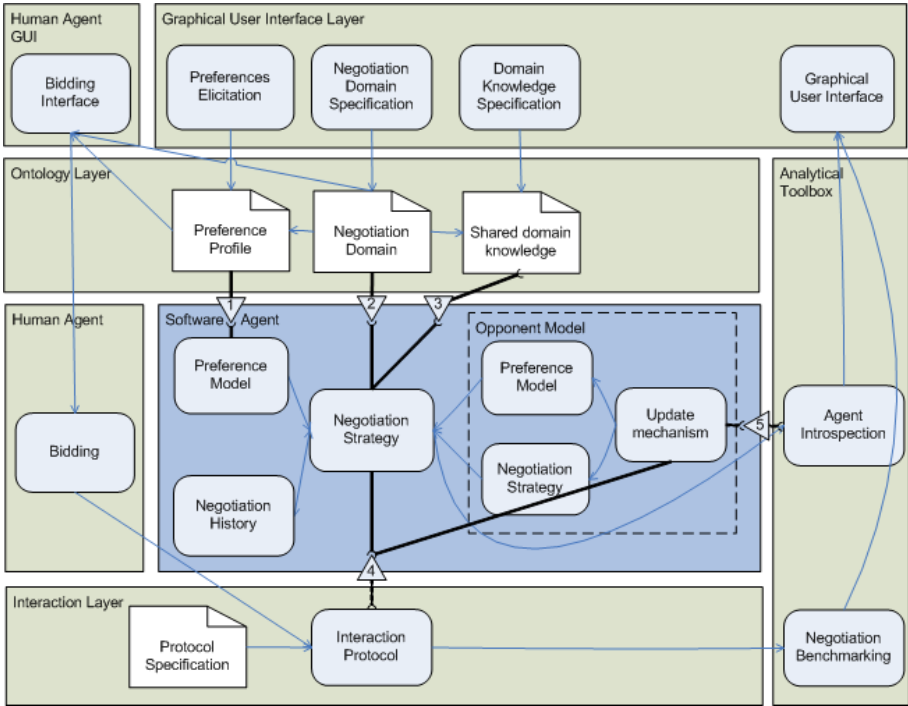 Human Agent
GUI
Graphical User Interface Layer
Bidding
Interface
Preferences
Elicitation
Negotiation
Domain
Specification
Domain
Knowledge
Specification
Graphical
User Interface
Ontology Layer
Analytical
Toolbox
Preference
Profile
Negotiation
Domain
Shared domain
knowledge
1
2
3
Human Agent
Software Agent
Opponent Model
Preference
Model
Negotiation
Strategy
Preference
Model
Update
mechanism
5
Agent
Introspection
Bidding
Negotiation
History
Negotiation
Strategy
4
Interaction Layer
Protocol
Specification
Interaction
Protocol
Negotiation
Benchmarking